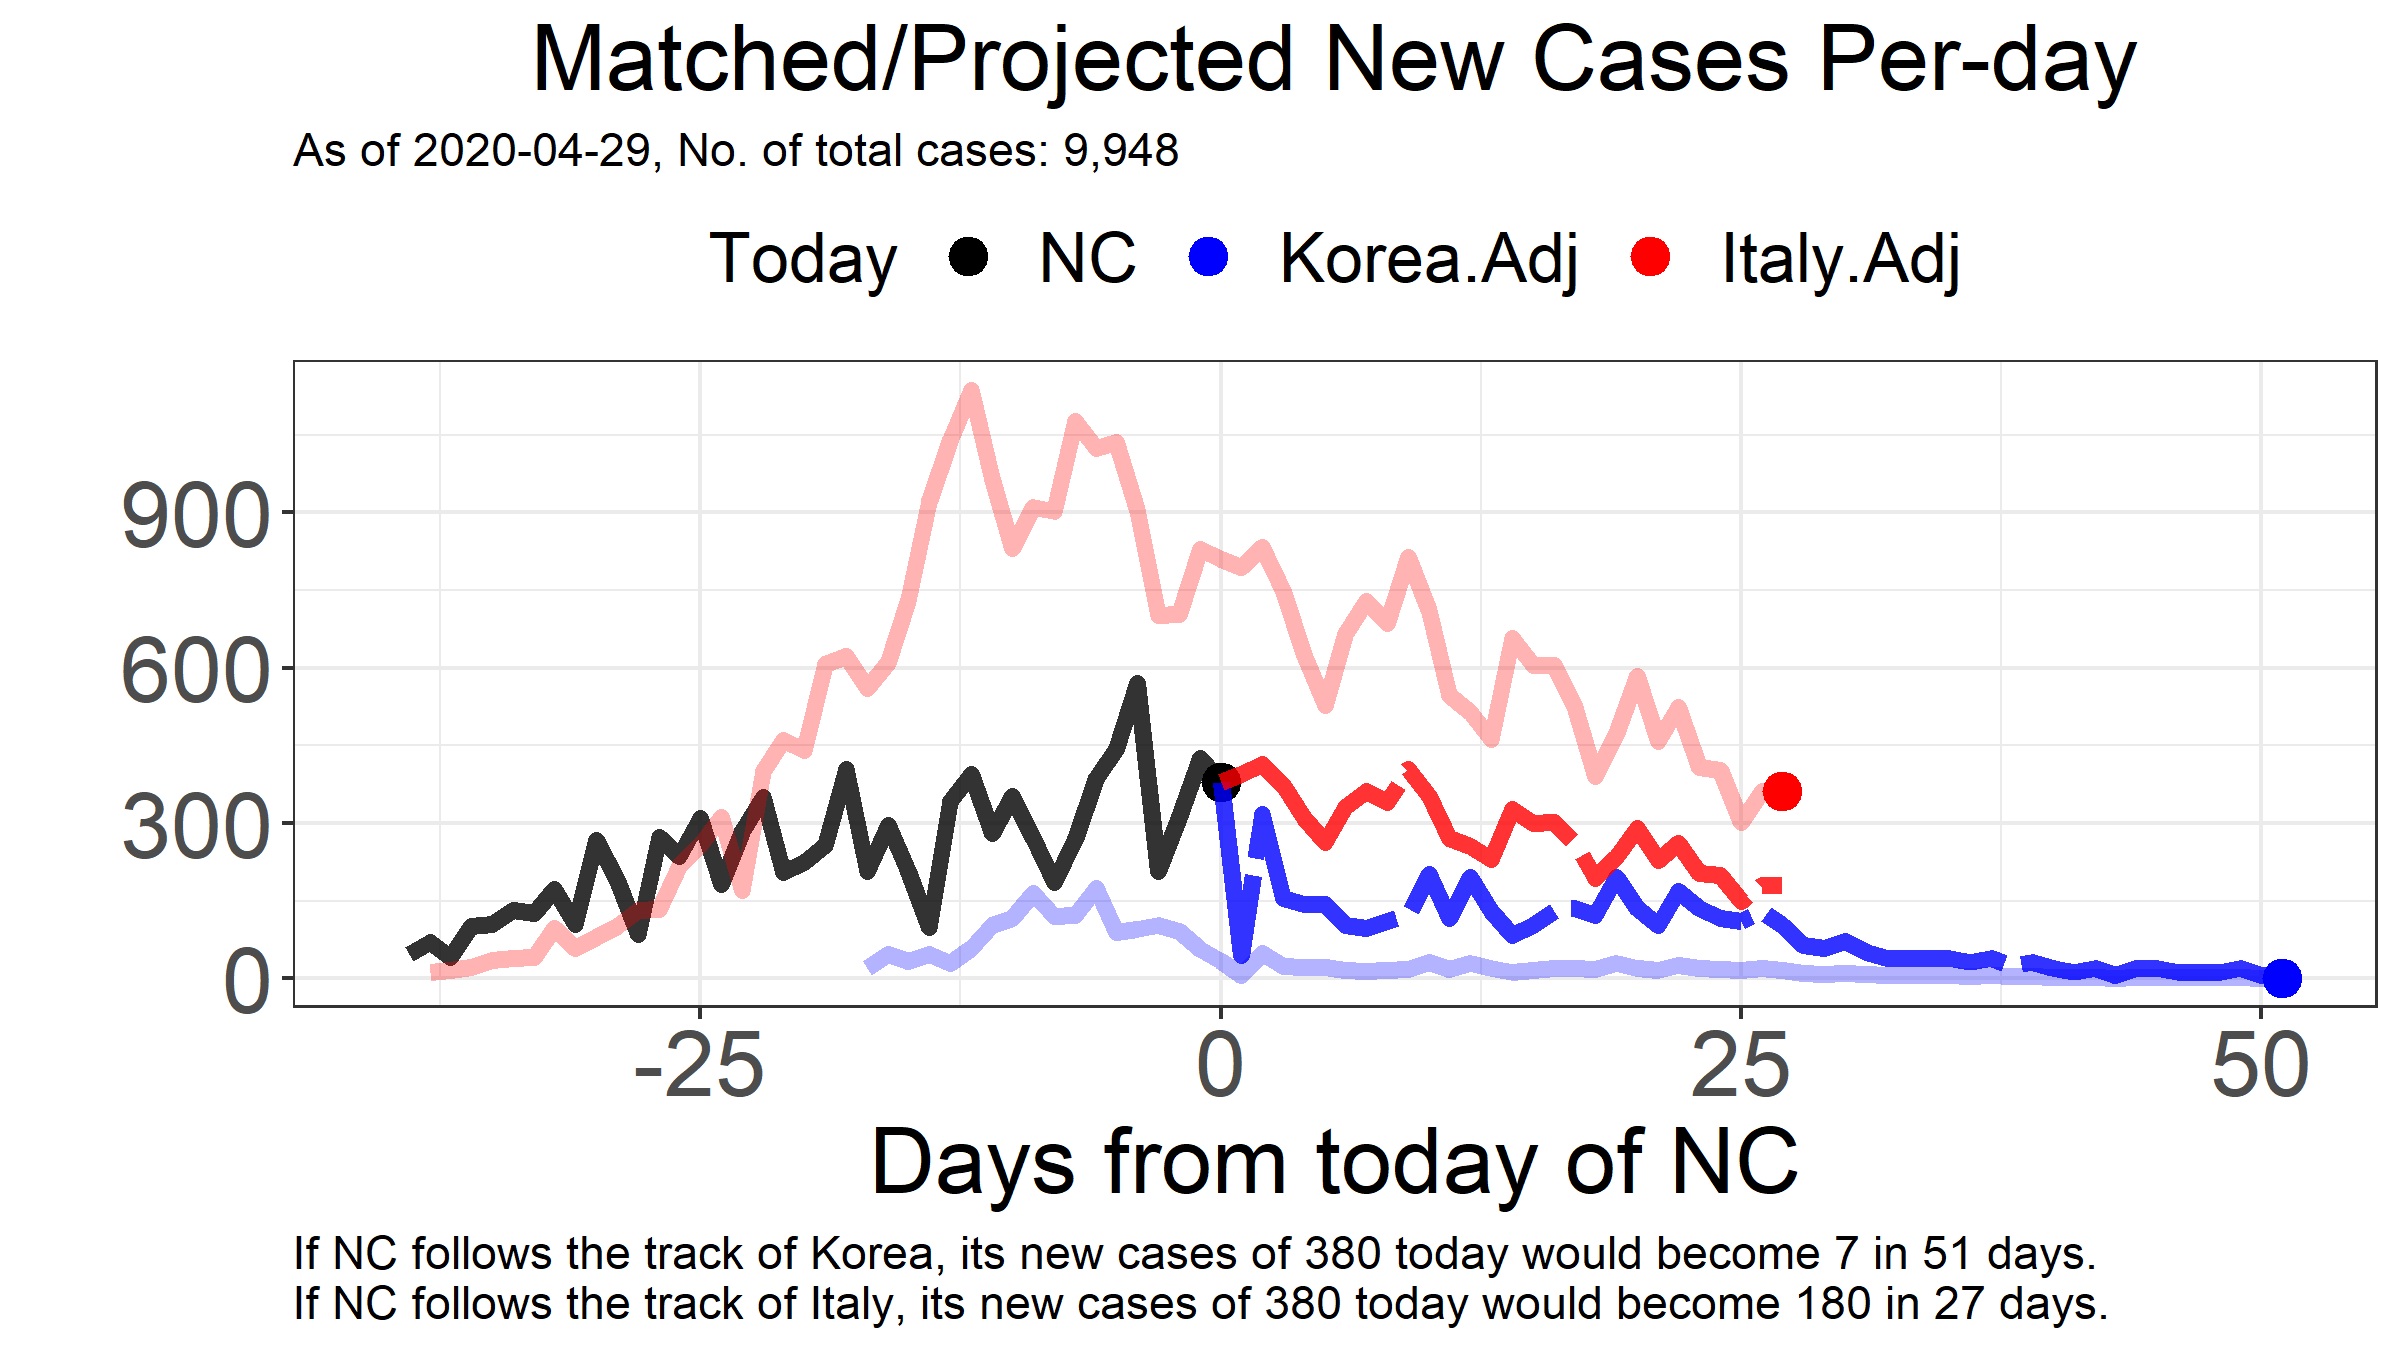 Matched/Projected New Cases Per-day
As of 2020-04-29, No. of total cases: 9,948
Today NC Korea.Adj Italy.Adj
900
600
300
0
-25 0 25 50
Days from today of NC
If NC follows the track of Korea, its new cases of 380 today would become 7 in 51 days.
If NC follows the track of Italy, its new cases of 380 today would become 180 in 27 days.